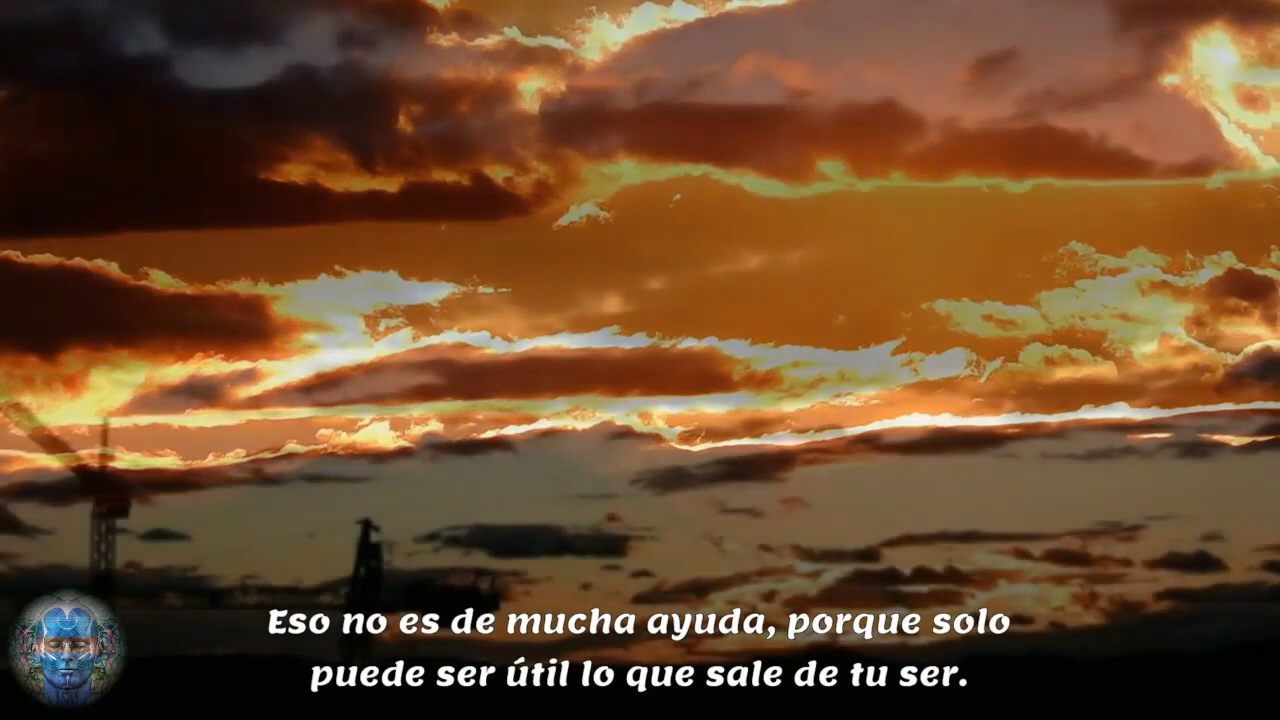 Eso no es de mucha ayuda, porque solo
puede ser útil lo que sale de tu ser.